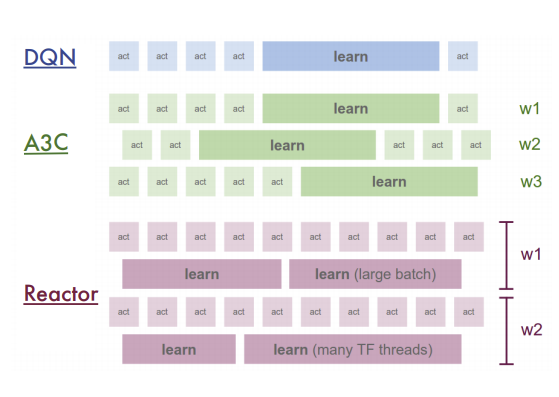 DQN act act act act learn act
act act act act learn act w1
A3C act act learn act act act w2
act act act act act learn w3
act act act act act act act act act act
learn learn (large batch) w1
Reactor
act act act act act act act act act act
learn learn (many TF threads) w2